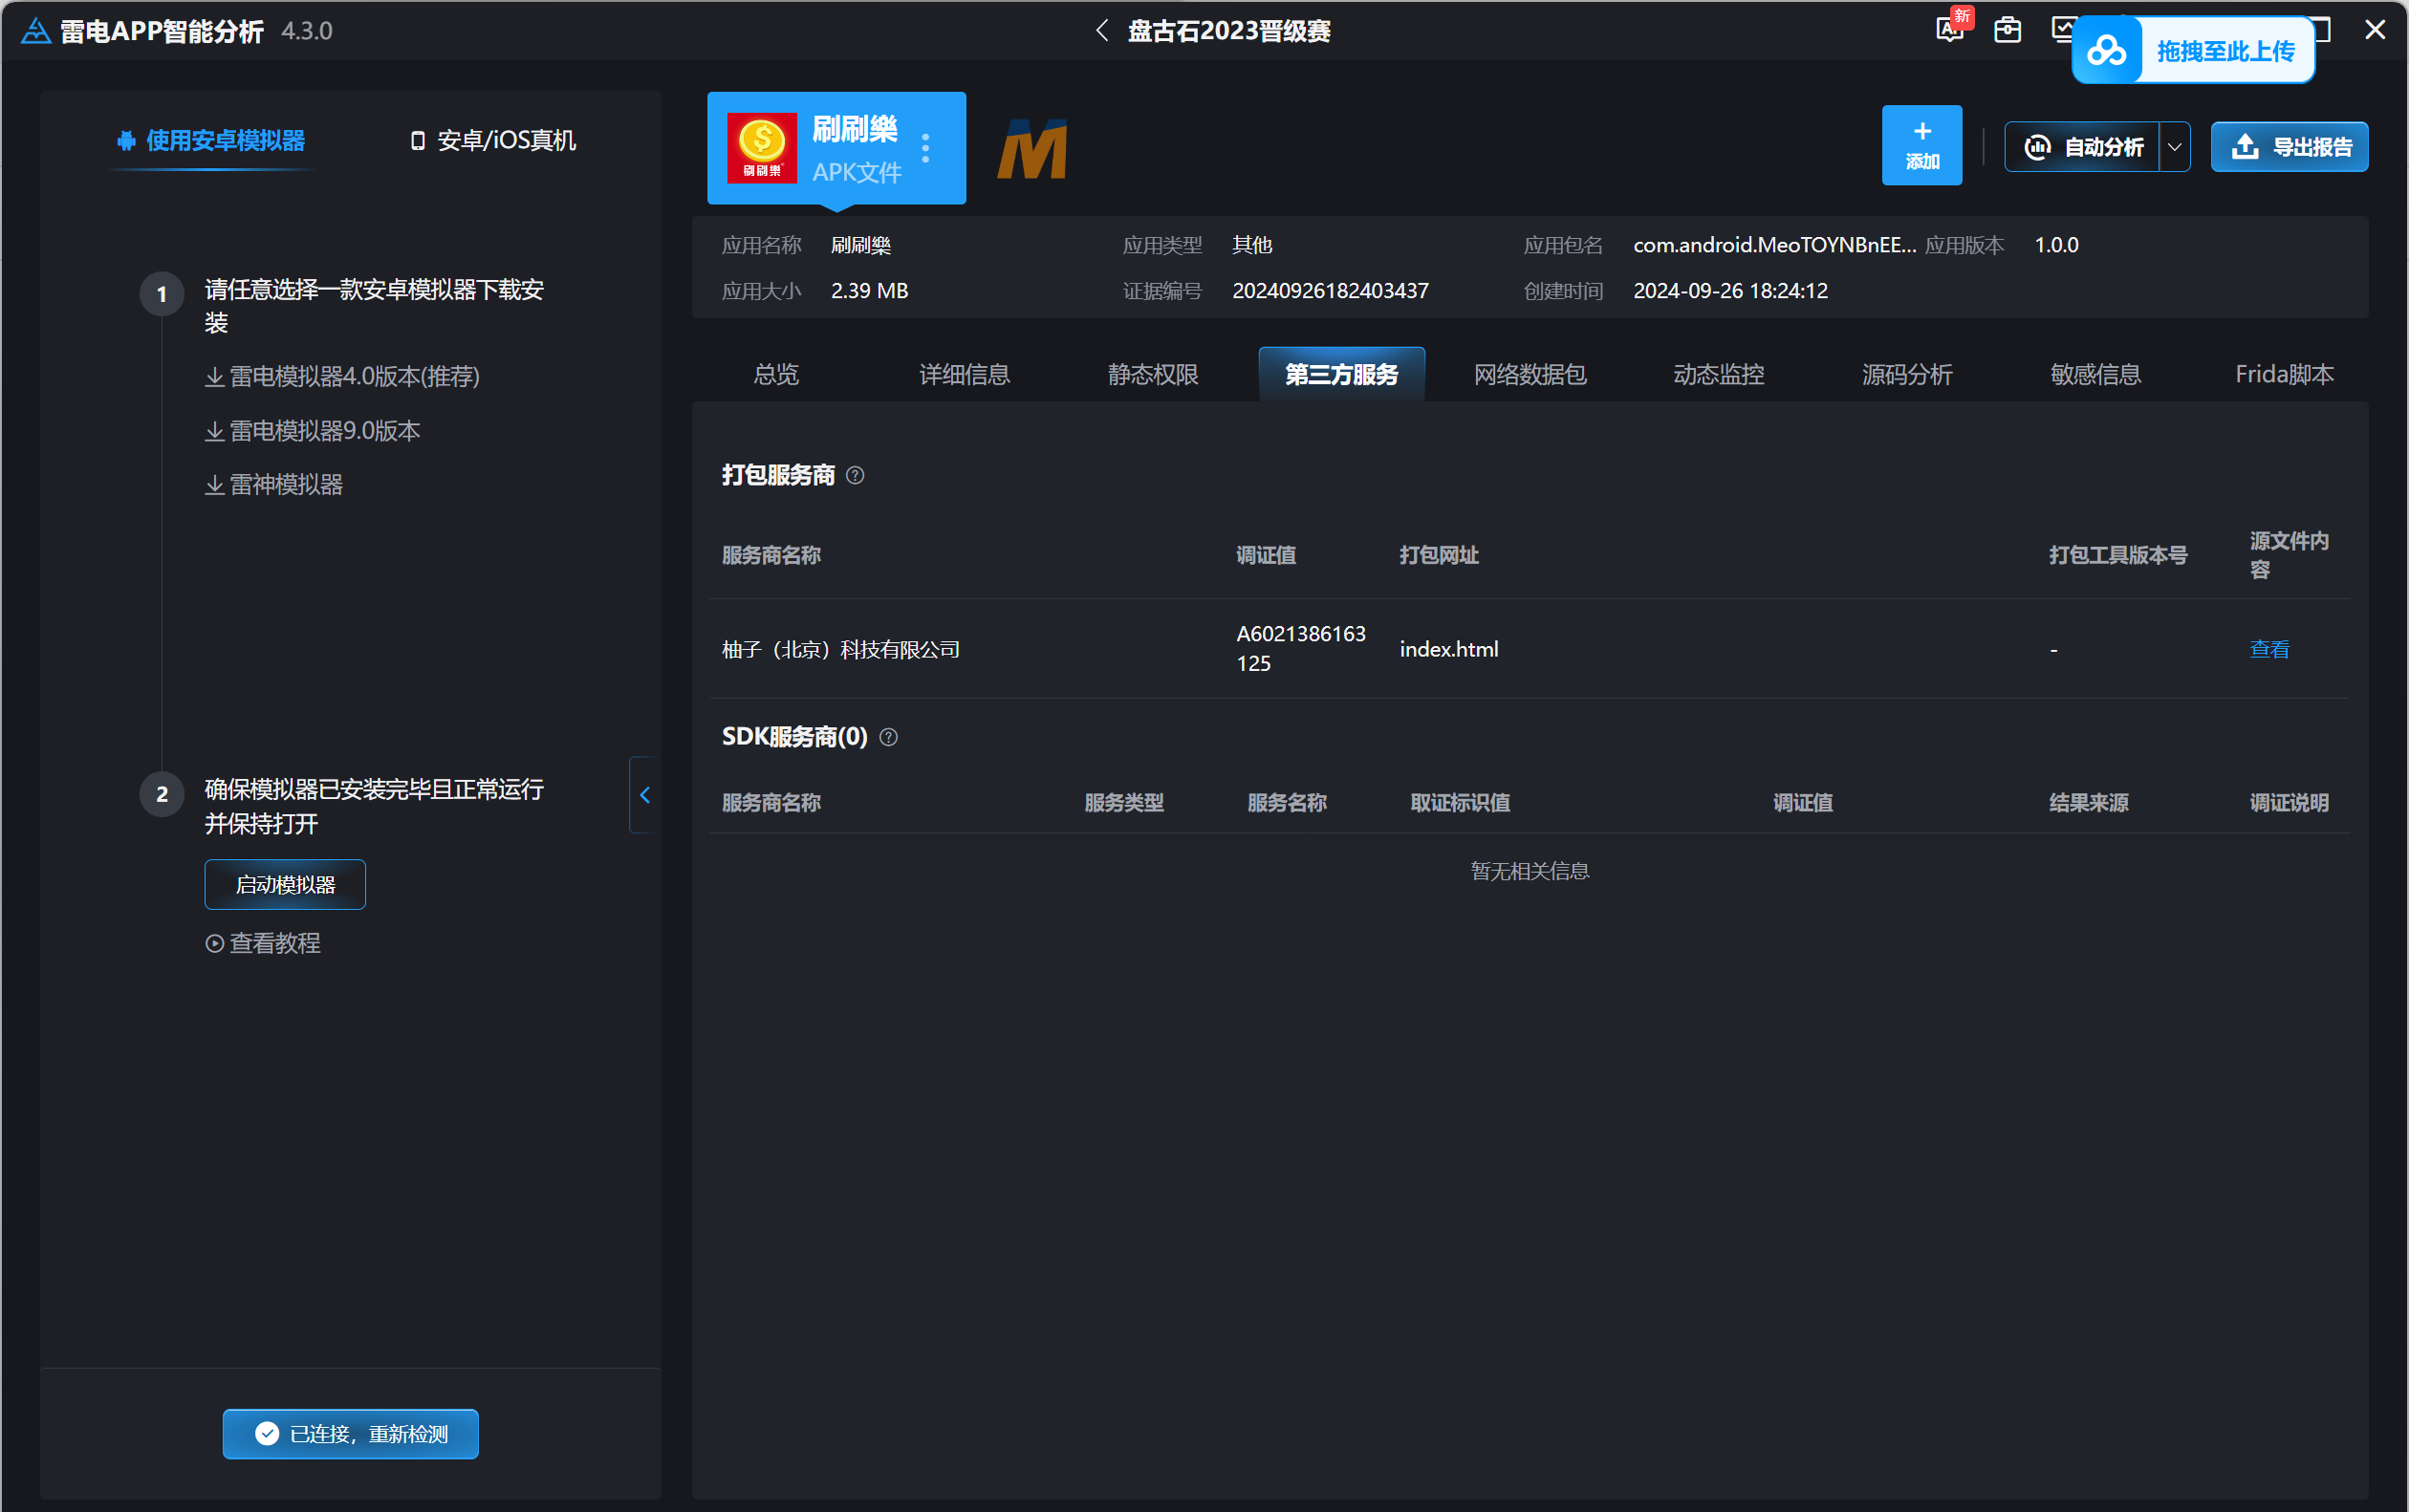 雷电APP智能分析 4.3.0
盘古石2023晋级赛
新
拖拽至此上传
使用安卓模拟器
安卓/iOS真机
1
请任意选择一款安卓模拟器下载安
装
雷电模拟器4.0版本(推荐)
雷电模拟器9.0版本
雷神模拟器
2
确保模拟器已安装完毕且正常运行
并保持打开
启动模拟器
查看教程
已连接，重新检测
刷刷樂
刷刷樂
APK文件
M
添加
自动分析
导出报告
应用名称 刷刷樂 应用类型 其他 应用包名 com.android.MeoTOYNBnEE... 应用版本 1.0.0
应用大小 2.39 MB 证据编号 20240926182403437 创建时间 2024-09-26 18:24:12
总览 详细信息 静态权限 第三方服务 网络数据包 动态监控 源码分析 敏感信息 Frida脚本
打包服务商
服务商名称 调证值 打包网址 打包工具版本号 源文件内
容
柚子（北京）科技有限公司 A6021386163
125 index.html - 查看
SDK服务商(0)
服务商名称 服务类型 服务名称 取证标识值 调证值 结果来源 调证说明
暂无相关信息